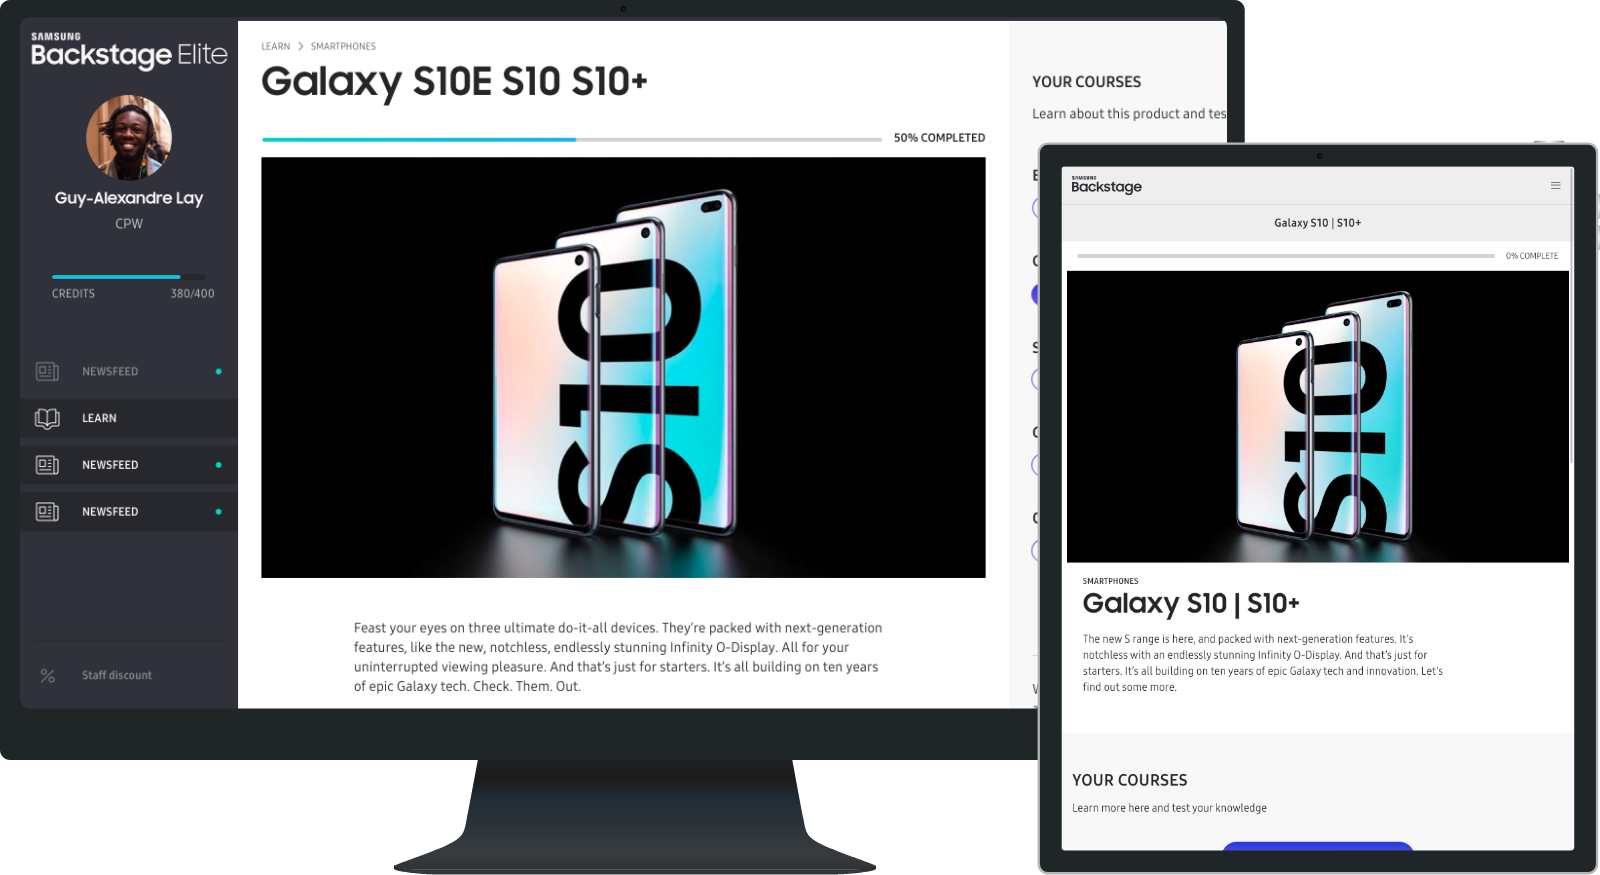 SAMSUNG
Backstage Elite
Guy-Alexandre Lay
CPW
CREDITS 380/400
NEWSFEED
LEARN
NEWSFEED
NEWSFEED
Staff discount
LEARN > SMARTPHONES
Galaxy S10E S10 S10+
50% COMPLETED
S10
Feast your eyes on three ultimate do-it-all devices. They're packed with next-generation
features, like the new, notchless, endlessly stunning Infinity O-Display. All for your
uninterrupted viewing pleasure. And that's just for starters. It's all building on ten years
of epic Galaxy tech. Check. Them. Out.
YOUR COURSES
Learn about this product and tes
SAMSUNG
Backstage
Galaxy S10 | S10+
0% COMPLETE
S10
SMARTPHONES
Galaxy S10 | S10+
The new S range is here, and packed with next-generation features. It's
notchless with an endlessly stunning Infinity O-Display. And that's just for
starters. It's all building on ten years of epic Galaxy tech and innovation. Let's
find out some more.
YOUR COURSES
Learn more here and test your knowledge